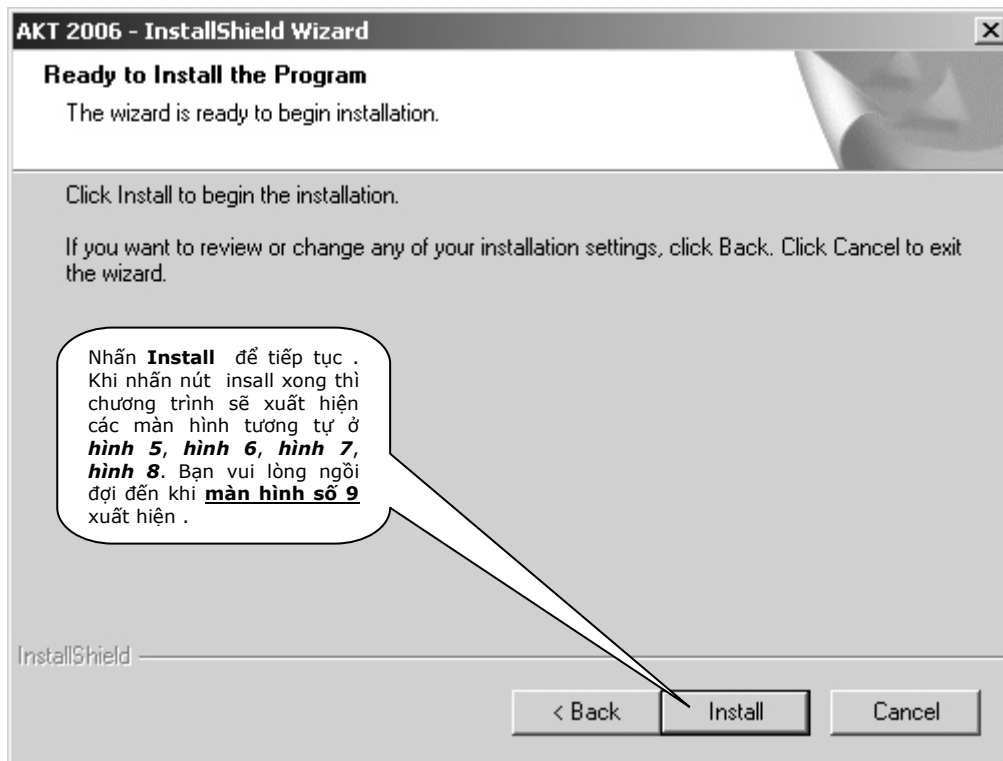 AKT 2006 - InstallShield Wizard
Ready to Install the Program
The wizard is ready to begin installation.
Click Install to begin the installation.
If you want to review or change any of your installation settings, click Back. Click Cancel to exit
the wizard.
Nhấn Install để tiếp tục .
Khi nhấn nút insall xong thì
chương trình sẽ xuất hiện
các màn hình tương tự ở
hình 5, hình 6, hình 7,
hình 8. Bạn vui lòng ngồi
đợi đến khi màn hình số 9
xuất hiện .
InstallShield
< Back
Install
Cancel